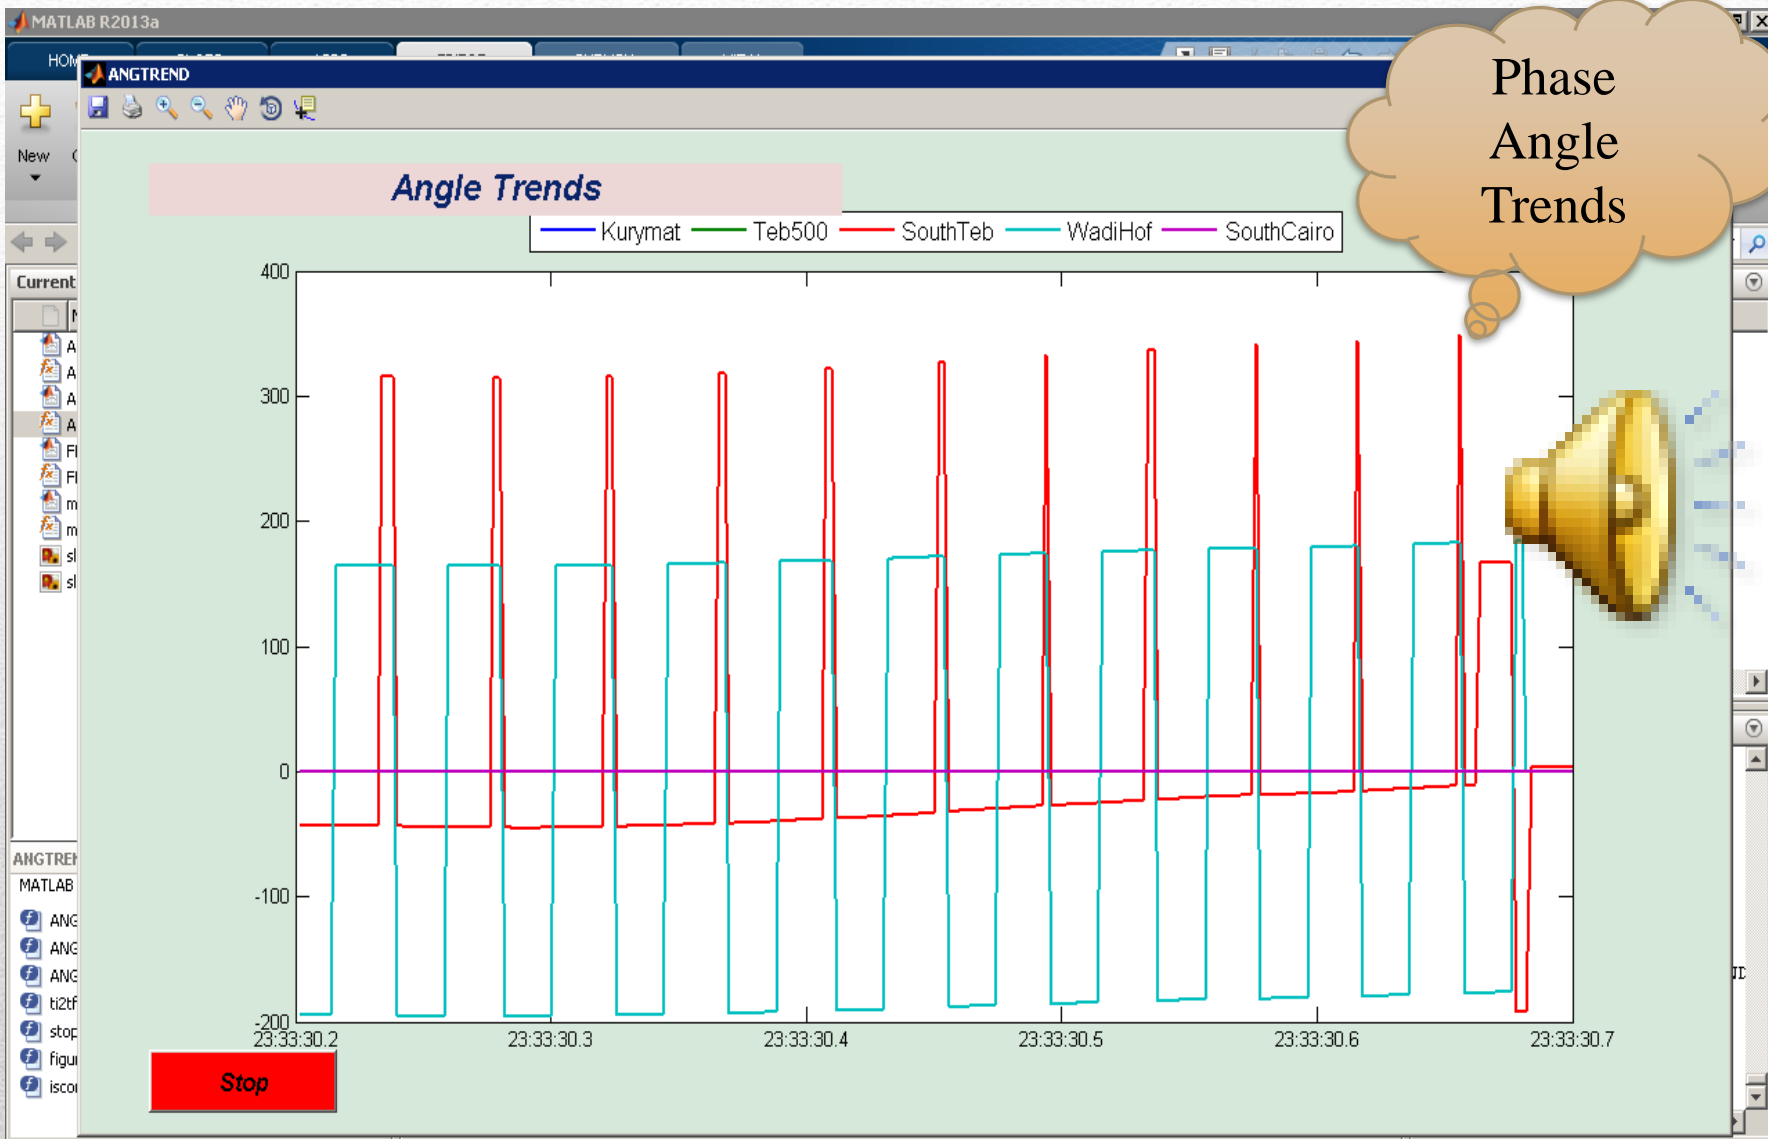 MATLAB R2013a
ANGTREND
New
Phase
Angle
Trends
Angle Trends
Kurymat Teb500 SouthTeb WadiHof SouthCairo
Current
400
300
200
100
0
-100
-200
23:33:30.2 23:33:30.3 23:33:30.4 23:33:30.5 23:33:30.6 23:33:30.7
MATLAB
Stop